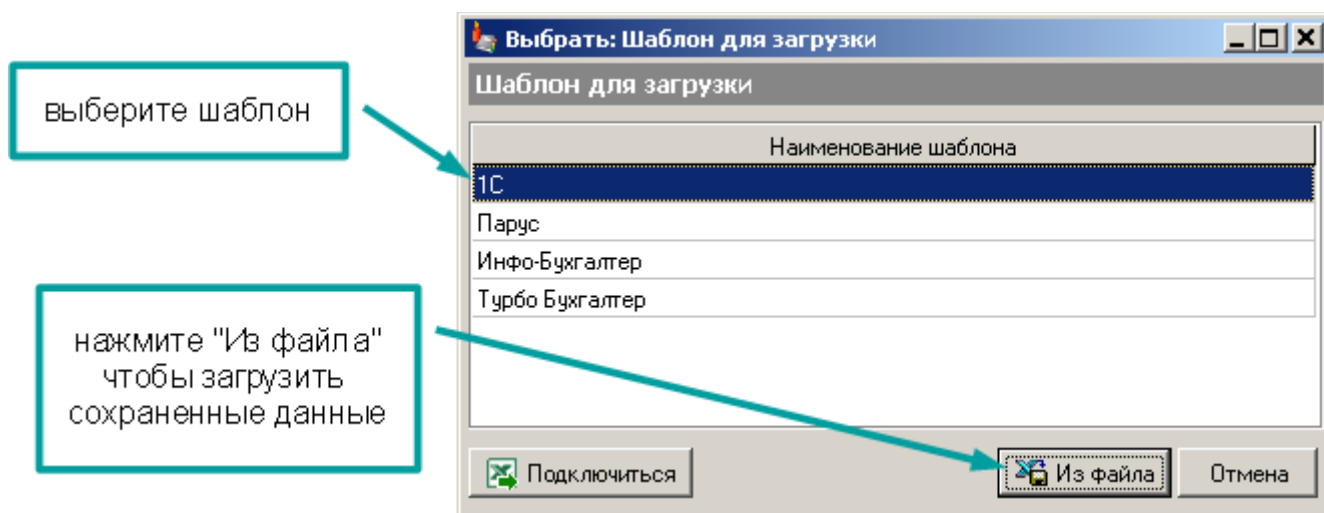 Выбрать: Шаблон для загрузки
Шаблон для загрузки
выберите шаблон
Наименование шаблона
1С
Парус
Инфо-Бухгалтер
Турбо Бухгалтер
нажмите "Из файла"
чтобы загрузить
сохраненные данные
Подключиться
Из файла
Отмена